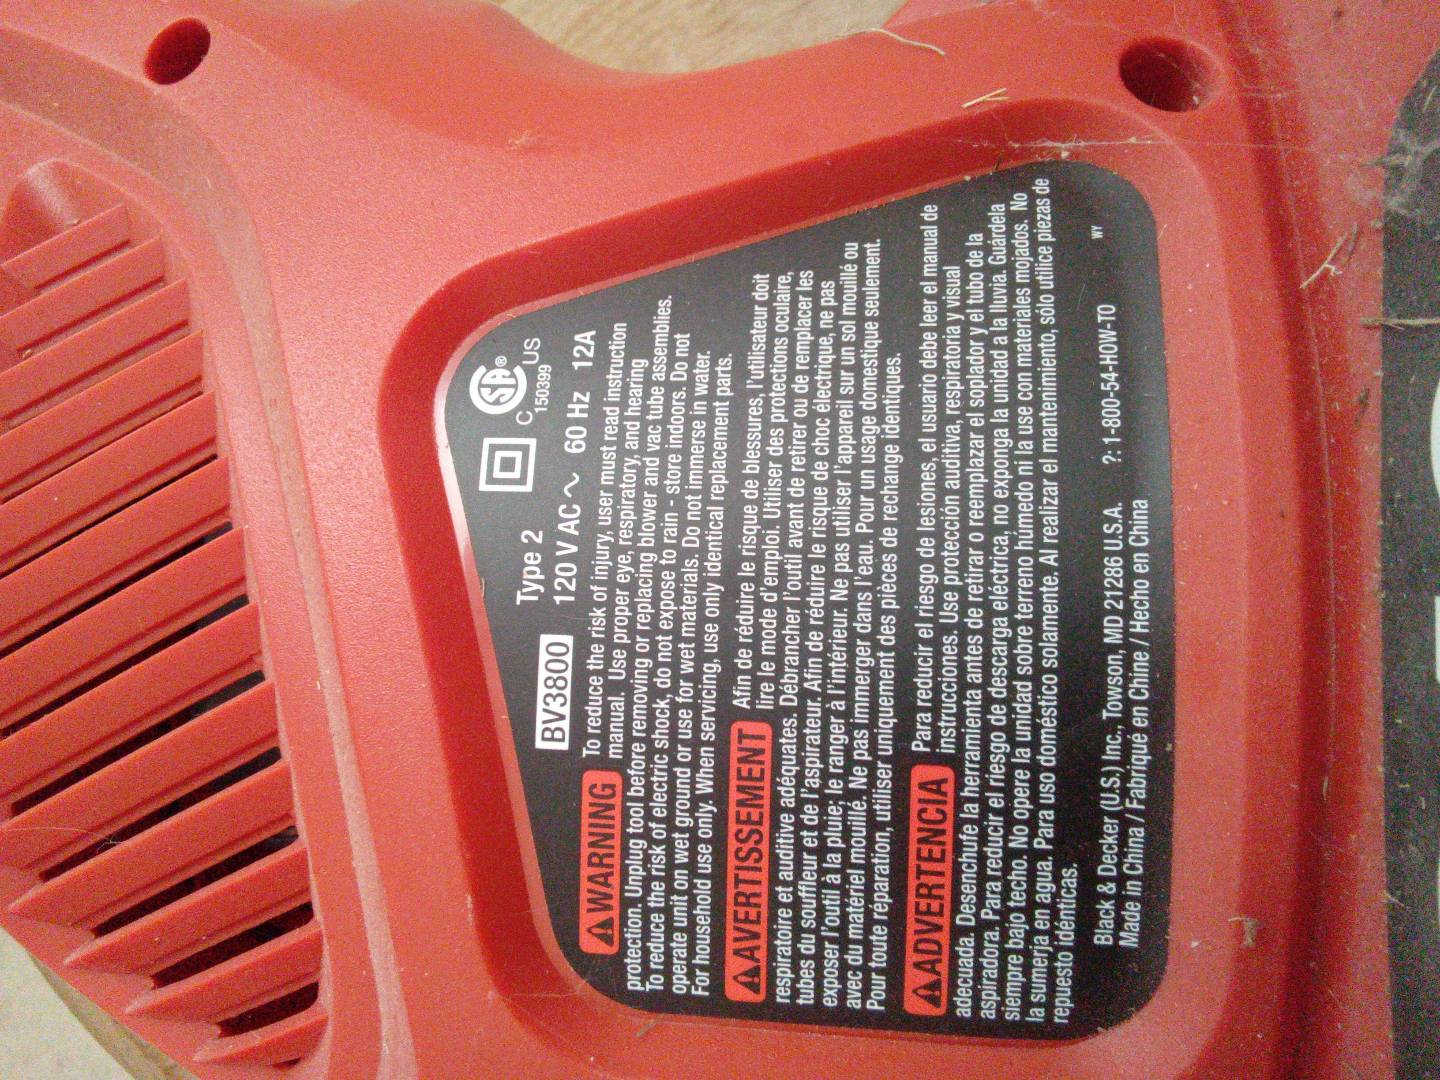 BV3800
Type 2
120 V AC ~ 60 Hz 12A
SA®
C US
150399
WARNING
To reduce the risk of injury, user must read instruction
manual. Use proper eye, respiratory, and hearing
protection. Unplug tool before removing or replacing blower and vac tube assemblies.
To reduce the risk of electric shock, do not expose to rain - store indoors. Do not
operate unit on wet ground or use for wet materials. Do not immerse in water.
For household use only. When servicing, use only identical replacement parts.
AVERTISSEMENT
Afin de réduire le risque de blessures, l'utilisateur doit
lire le mode d'emploi. Utiliser des protections oculaire,
respiratoire et auditive adéquates. Débrancher l'outil avant de retirer ou de remplacer les
tubes du souffleur et de l'aspirateur. Afin de réduire le risque de choc électrique, ne pas
exposer l'outil à la pluie; le ranger à l'intérieur. Ne pas utiliser l'appareil sur un sol mouillé ou
avec du matériel mouillé. Ne pas immerger dans l'eau. Pour un usage domestique seulement.
Pour toute réparation, utiliser uniquement des pièces de rechange identiques.
ADVERTENCIA
Para reducir el riesgo de lesiones, el usuario debe leer el manual de
instrucciones. Use protección auditiva, respiratoria y visual
adecuada. Desenchufe la herramienta antes de retirar o reemplazar el soplador y el tubo de la
aspiradora. Para reducir el riesgo de descarga eléctrica, no exponga la unidad a la lluvia. Guárdela
siempre bajo techo. No opere la unidad sobre terreno húmedo ni la use con materiales mojados. No
la sumerja en agua. Para uso doméstico solamente. Al realizar el mantenimiento, sólo utilice piezas de
repuesto idénticas.
WY
Black & Decker (U.S.) Inc., Towson, MD 21286 U.S.A. ?: 1-800-54-HOW-TO
Made in China / Fabriqué en Chine / Hecho en China